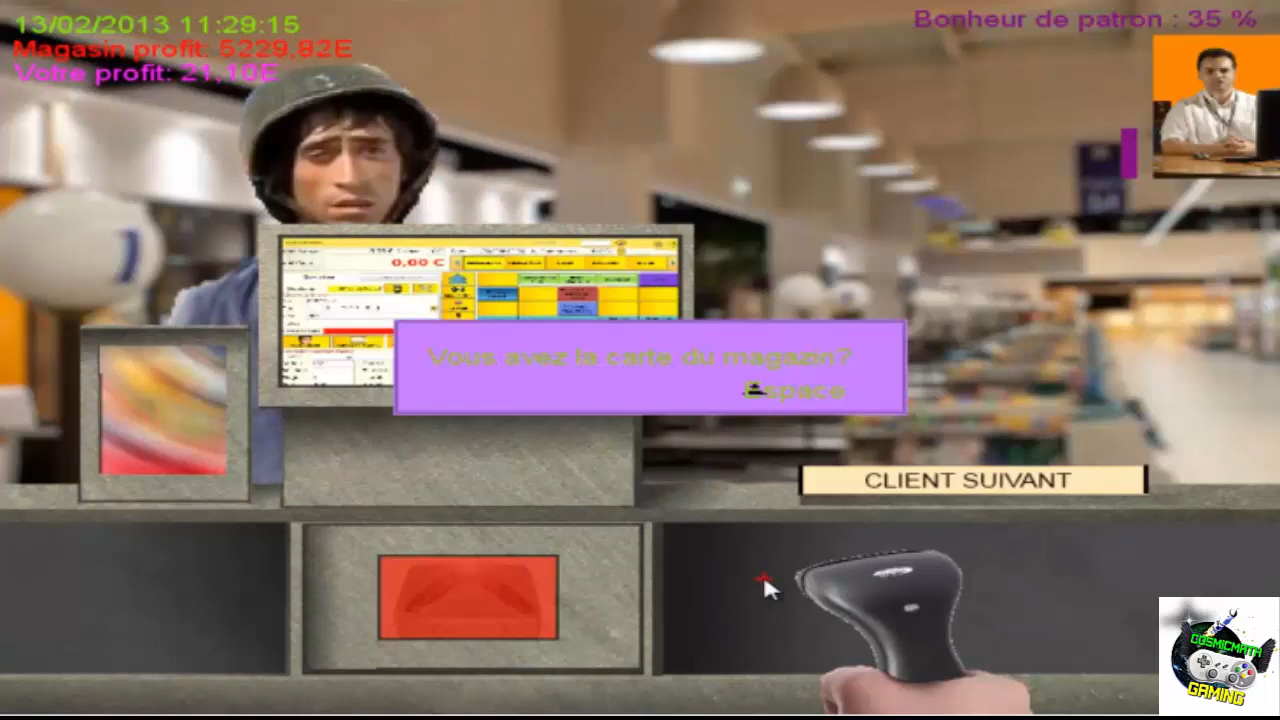 13/02/2013 11:29:15
Magasin profit: 5229,82E
Votre profit: 21,10E
Bonheur de patron : 35 %
0,00 €
Vous avez la carte du magazin?
Espace
CLIENT SUIVANT
COSMICMATH
GAMING